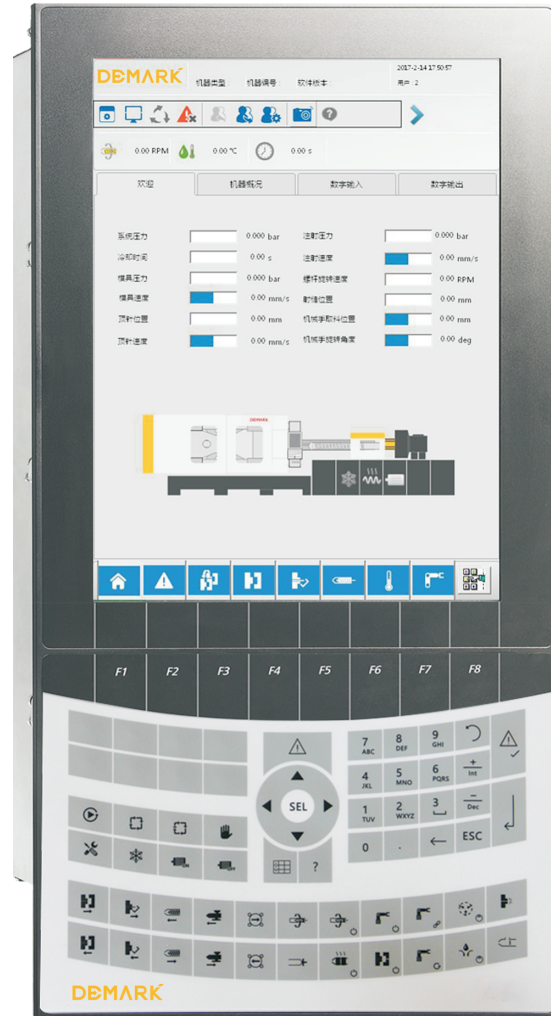 DEMARK
机器类型: 机器编号: 软件版本:
2017-2-14 17:50:57
用户: 2
0.00 RPM 0.00 ℃ 0.00 s
欢迎 机器概况 数字输入 数字输出
系统压力 0.000 bar 注射压力 0.000 bar
冷却时间 0.00 s 注射速度 0.00 mm/s
模具压力 0.000 bar 螺杆旋转速度 0.00 RPM
模具速度 0.00 mm/s 射错位置 0.00 mm
顶针位置 0.00 mm 机械手取料位置 0.00 mm
顶针速度 0.00 mm/s 机械手旋转角度 0.00 deg
DEMARK
F1 F2 F3 F4 F5 F6 F7 F8
7 ABC 8 DEF 9 GHI
4 JKL 5 MNO 6 PQRS + Int
SEL
1 TUV 2 WXYZ 3 − Dec
0 . ← ESC
?
ON OFF
DEMARK